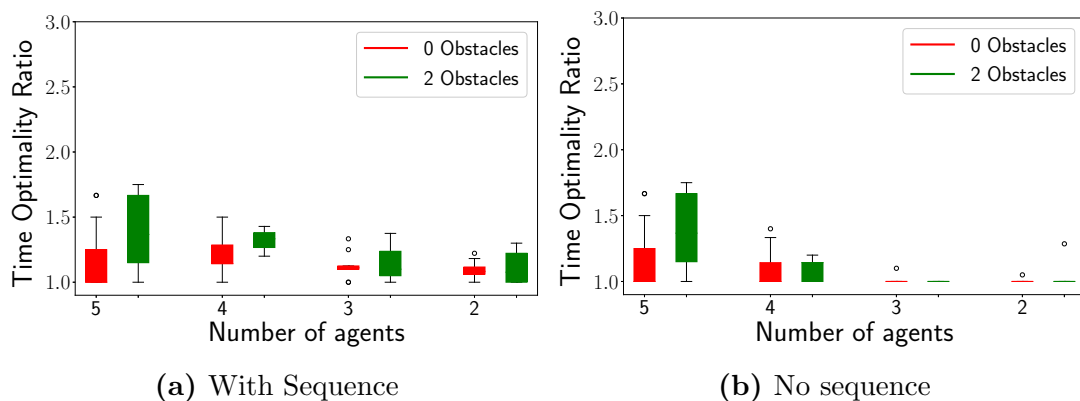 3.0
2.5
2.0
1.5
1.0
Time Optimality Ratio
0 Obstacles
2 Obstacles
5 4 3 2
Number of agents
(a) With Sequence
3.0
2.5
2.0
1.5
1.0
Time Optimality Ratio
0 Obstacles
2 Obstacles
5 4 3 2
Number of agents
(b) No sequence